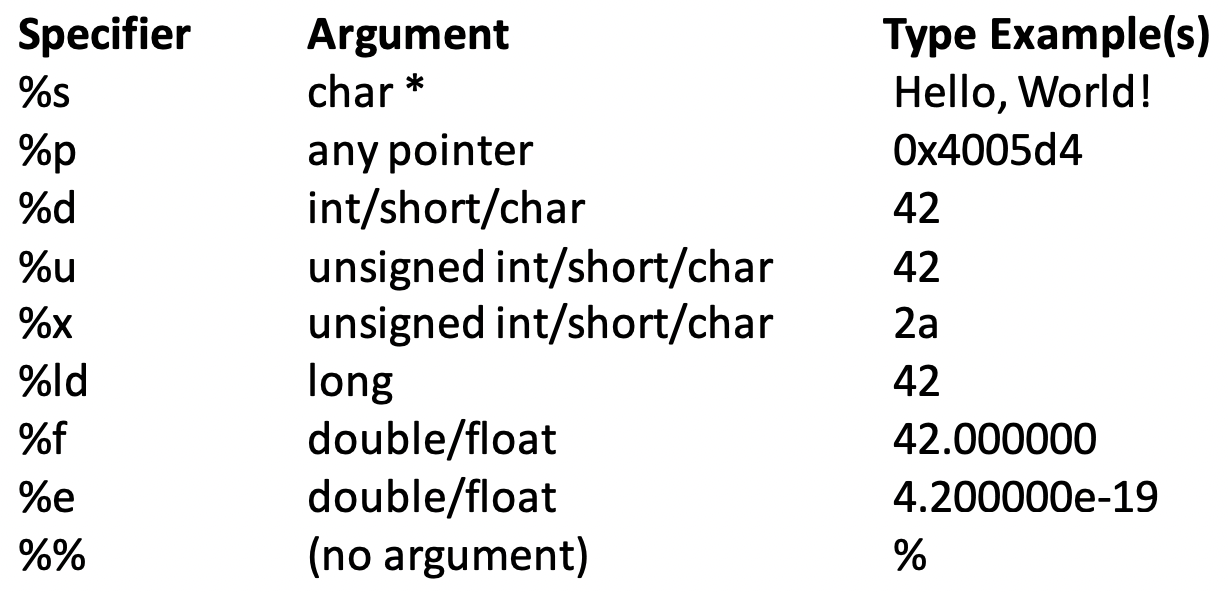 Specifier Argument Type Example(s)
%s char * Hello, World!
%p any pointer 0x4005d4
%d int/short/char 42
%u unsigned int/short/char 42
%x unsigned int/short/char 2a
%ld long 42
%f double/float 42.000000
%e double/float 4.200000e-19
%% (no argument) %